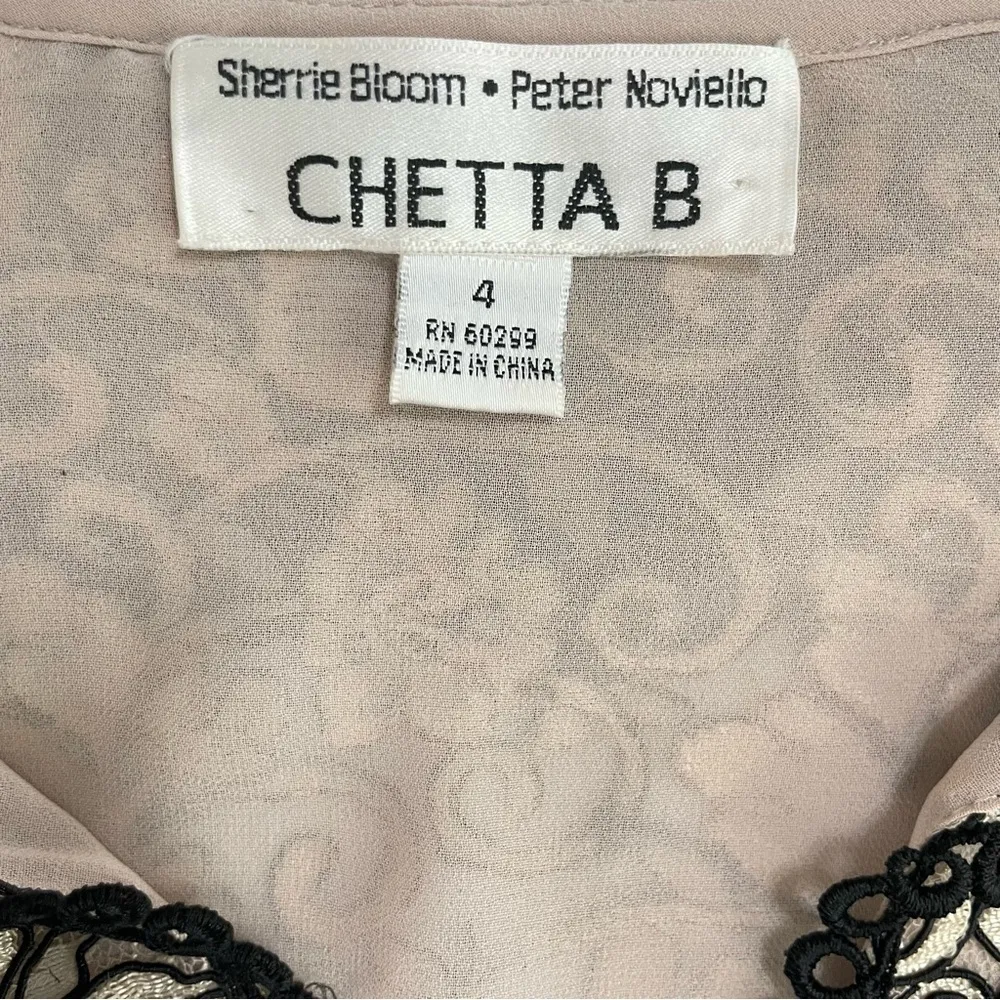 Sherrie Bloom • Peter Noviello
CHETTA B
4
RN 60299
MADE IN CHINA